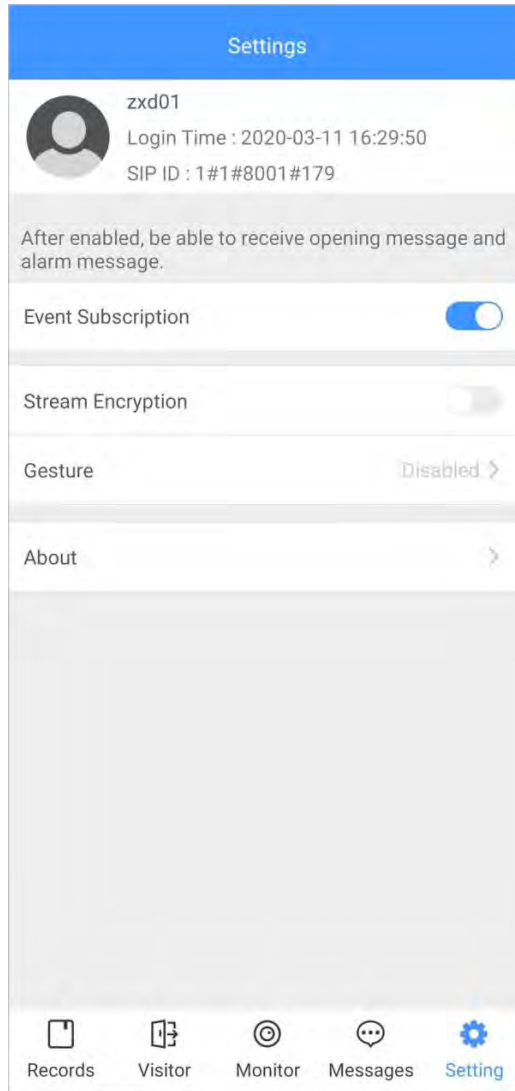 Settings
zxd01
Login Time : 2020-03-11 16:29:50
SIP ID : 1#1#8001#179
After enabled, be able to receive opening message and
alarm message.
Event Subscription
Stream Encryption
Gesture Disabled
About
Records Visitor Monitor Messages Setting